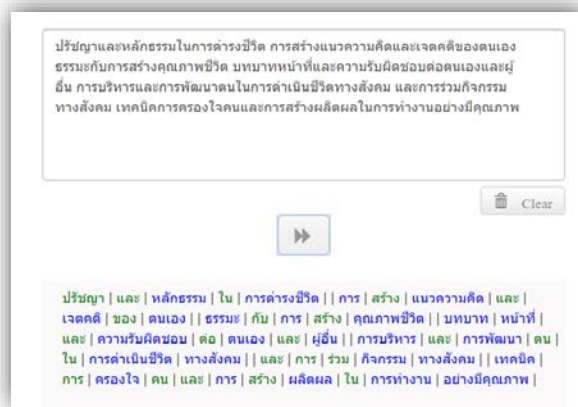 ปรัชญาและหลักธรรมในการดำรงชีวิต การสร้างแนวความคิดและเจตคติของตนเอง
ธรรมะกับการสร้างคุณภาพชีวิต บทบาทหน้าที่และความรับผิดชอบต่อตนเองและผู้
อื่น การบริหารและการพัฒนาตนในการดำเนินชีวิตทางสังคม และการร่วมกิจกรรม
ทางสังคม เทคนิคการครองใจคนและการสร้างผลิตผลในการทำงานอย่างมีคุณภาพ
Clear
ปรัชญา | และ | หลักธรรม | ใน | การดำรงชีวิต | | การ | สร้าง | แนวความคิด | และ |
เจตคติ | ของ | ตนเอง | | ธรรมะ | กับ | การ | สร้าง | คุณภาพชีวิต | | บทบาท | หน้าที่ |
และ | ความรับผิดชอบ | ต่อ | ตนเอง | และ | ผู้อื่น | | การบริหาร | และ | การพัฒนา | ตน |
ใน | การดำเนินชีวิต | ทางสังคม | | และ | การ | ร่วม | กิจกรรม | ทางสังคม | | เทคนิค |
การ | ครองใจ | คน | และ | การ | สร้าง | ผลิตผล | ใน | การทำงาน | อย่างมีคุณภาพ |